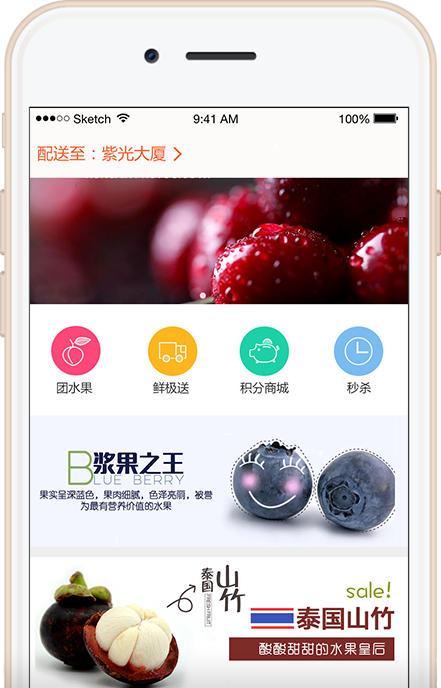 Sketch 9:41 AM 100%
配送至：紫光大厦
团水果 鲜极送 积分商城 秒杀
B浆果之王
LUE BERRY
果实呈深蓝色，果肉细腻，色泽亮丽，被誉
为最有营养价值的水果
泰国山竹
sale!
泰国山竹
酸酸甜甜的水果皇后